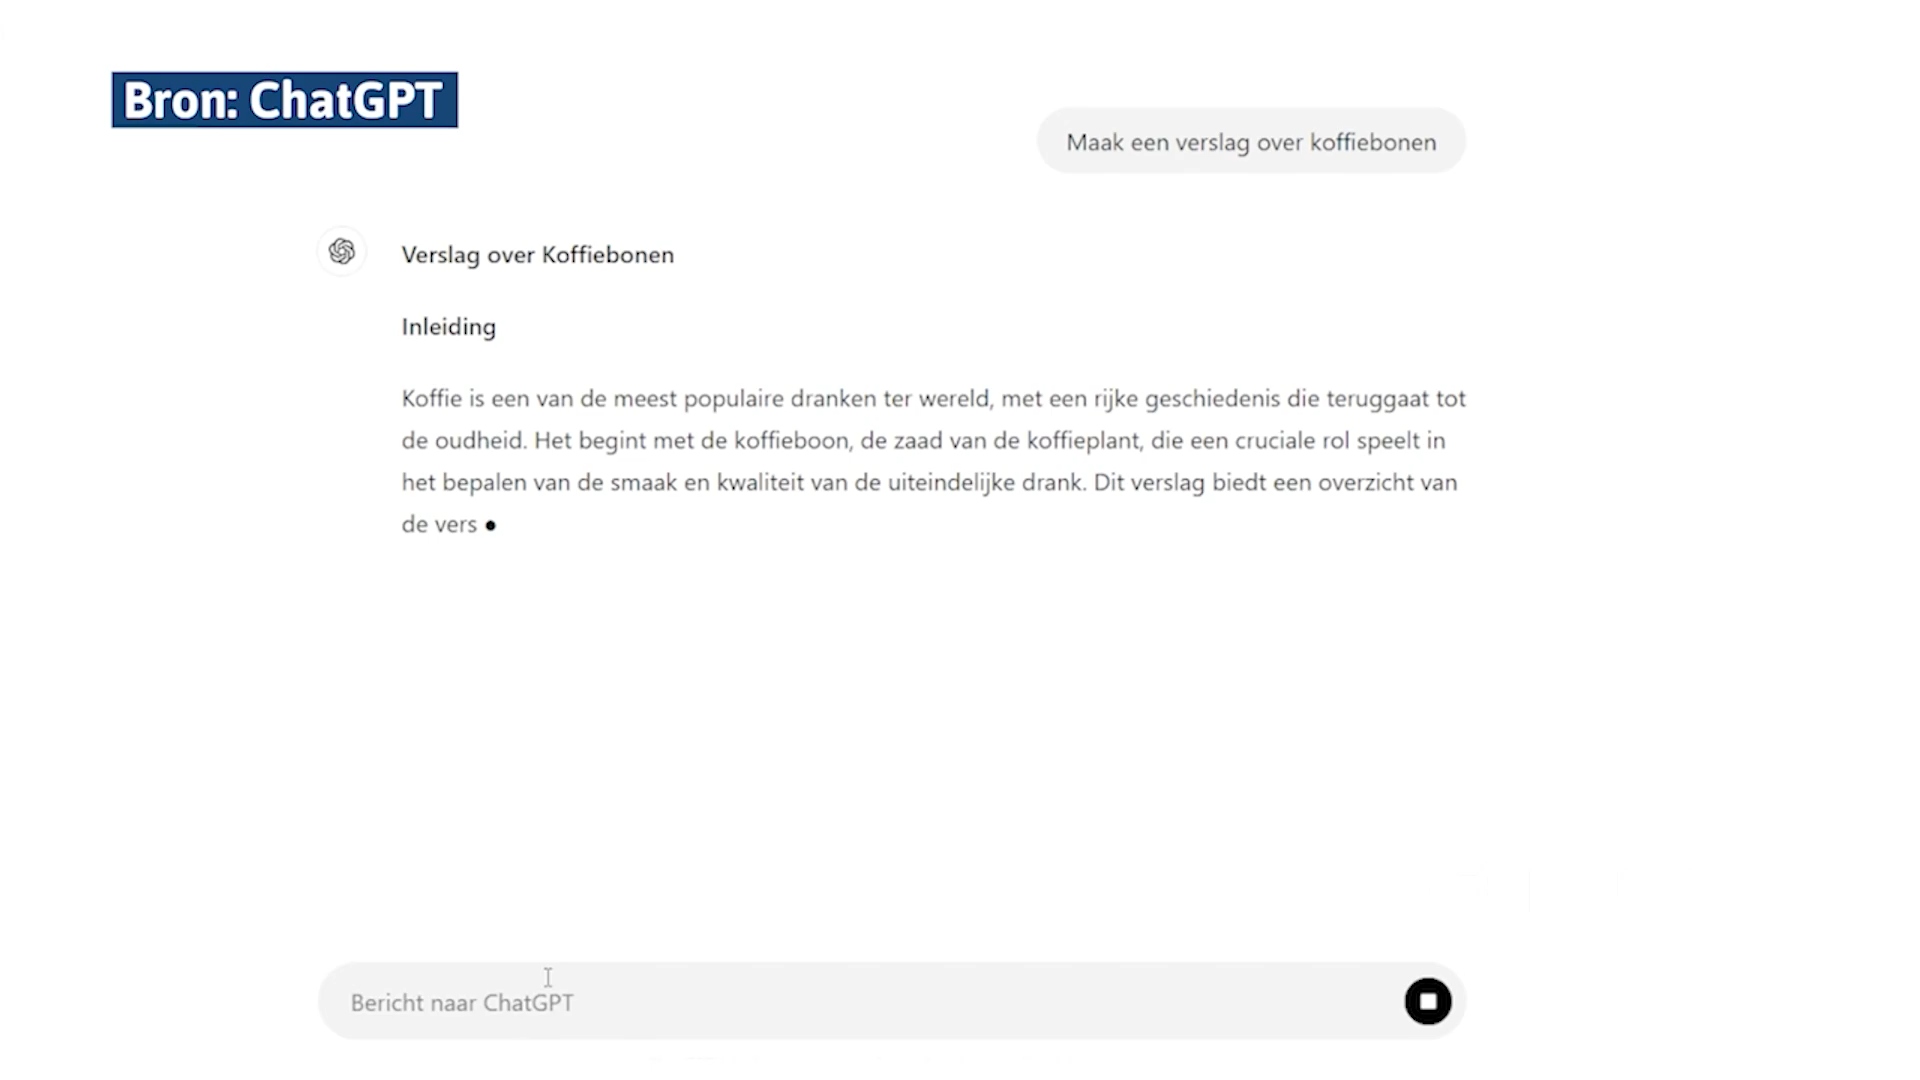 Bron: ChatGPT
Maak een verslag over koffiebonen
Verslag over Koffiebonen
Inleiding
Koffie is een van de meest populaire dranken ter wereld, met een rijke geschiedenis die teruggaat tot
de oudheid. Het begint met de koffieboon, de zaad van de koffieplant, die een cruciale rol speelt in
het bepalen van de smaak en kwaliteit van de uiteindelijke drank. Dit verslag biedt een overzicht van
de vers
Bericht naar ChatGPT